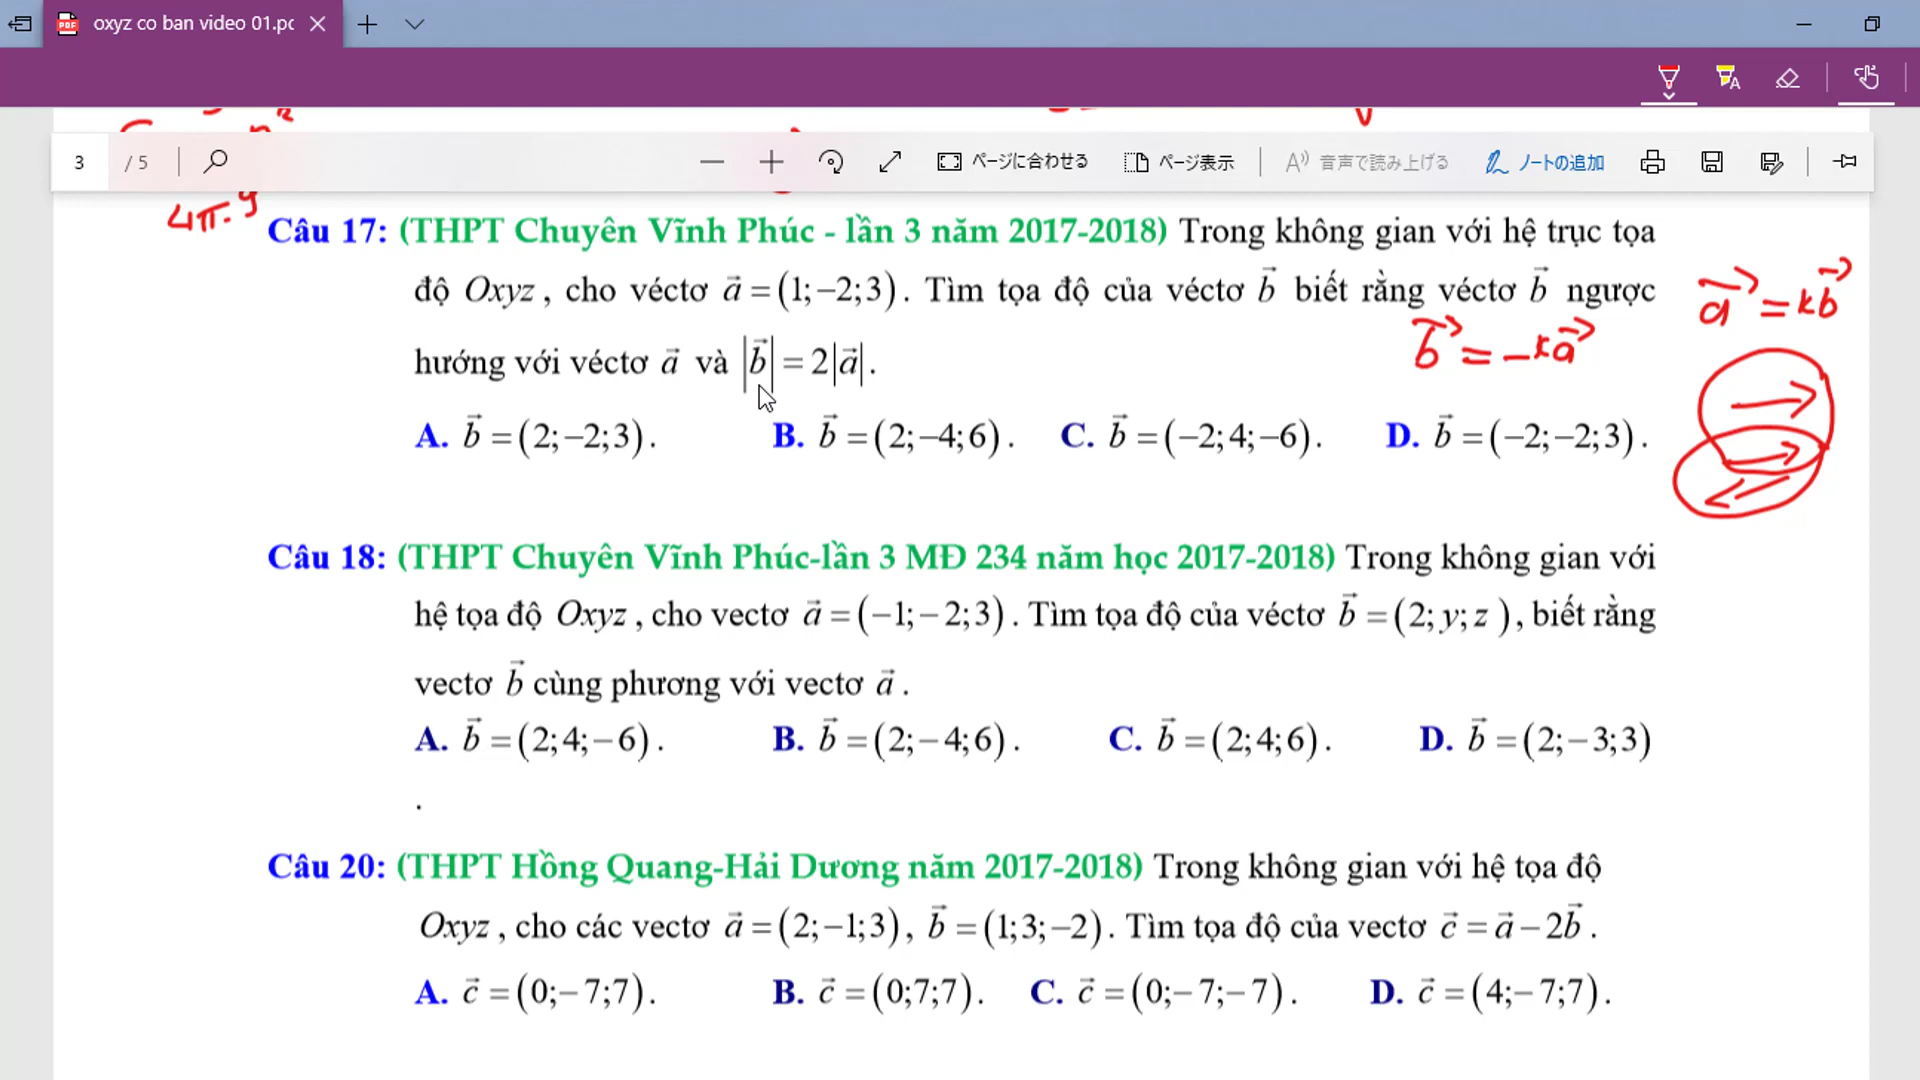 oxyz co ban video 01.pc
3 / 5 ページに合わせる ページ表示 音声で読み上げる ノートの追加
4π.9
Câu 17: (THPT Chuyên Vĩnh Phúc - lần 3 năm 2017-2018) Trong không gian với hệ trục tọa
độ Oxyz , cho véctơ a⃗ = (1;−2;3). Tìm tọa độ của véctơ b⃗ biết rằng véctơ b⃗ ngược
a⃗ = kb⃗
b⃗ = −ka⃗
hướng với véctơ a⃗ và |b⃗| = 2|a⃗|.
A. b⃗ = (2;−2;3). B. b⃗ = (2;−4;6). C. b⃗ = (−2;4;−6). D. b⃗ = (−2;−2;3).
Câu 18: (THPT Chuyên Vĩnh Phúc-lần 3 MĐ 234 năm học 2017-2018) Trong không gian với
hệ tọa độ Oxyz , cho vectơ a⃗ = (−1;−2;3). Tìm tọa độ của véctơ b⃗ = (2; y; z ), biết rằng
vectơ b⃗ cùng phương với vectơ a⃗ .
A. b⃗ = (2;4;−6). B. b⃗ = (2;−4;6). C. b⃗ = (2;4;6). D. b⃗ = (2;−3;3)
.
Câu 20: (THPT Hồng Quang-Hải Dương năm 2017-2018) Trong không gian với hệ tọa độ
Oxyz , cho các vectơ a⃗ = (2;−1;3), b⃗ = (1;3;−2). Tìm tọa độ của vectơ c⃗ = a⃗ − 2b⃗ .
A. c⃗ = (0;−7;7). B. c⃗ = (0;7;7). C. c⃗ = (0;−7;−7). D. c⃗ = (4;−7;7).